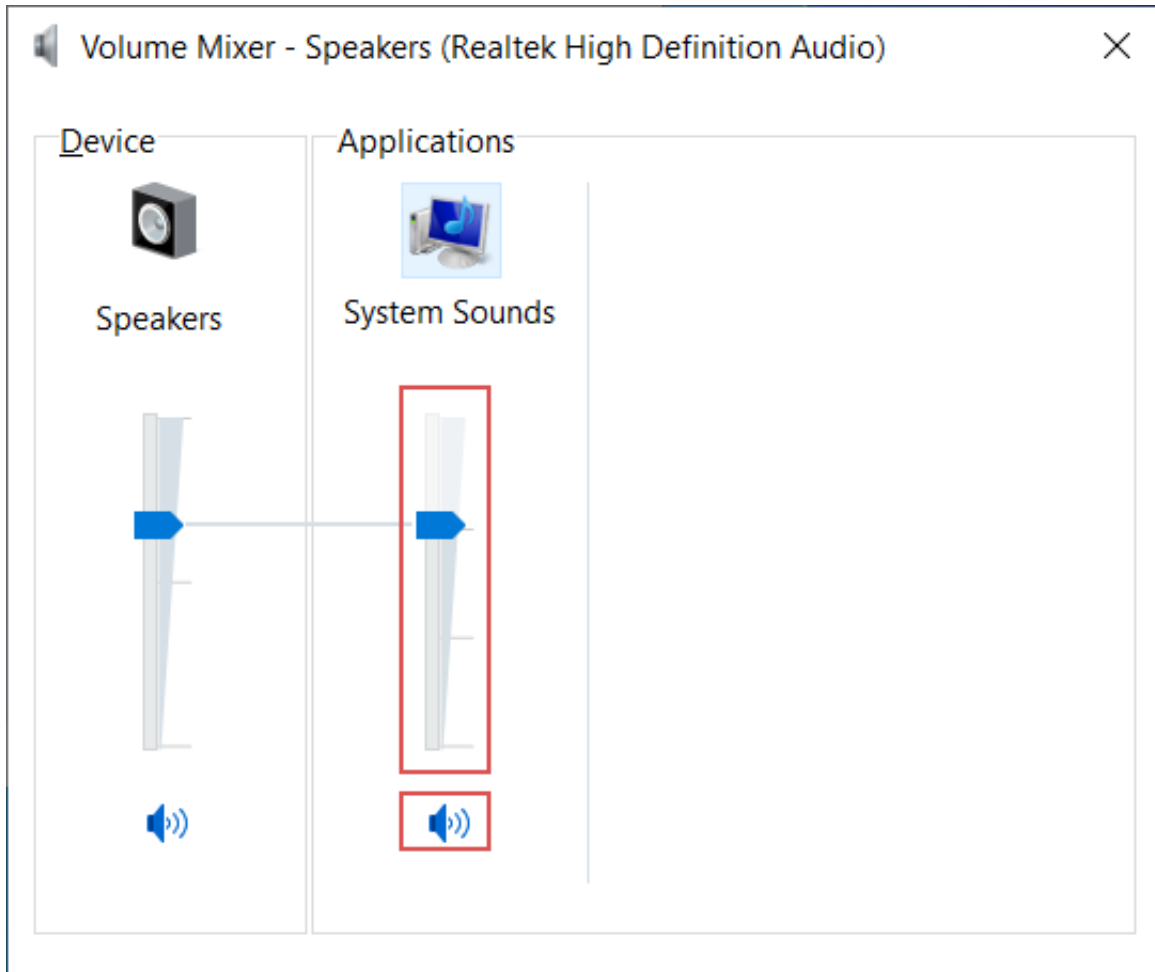 Volume Mixer - Speakers (Realtek High Definition Audio)
Device
Applications
Speakers
System Sounds